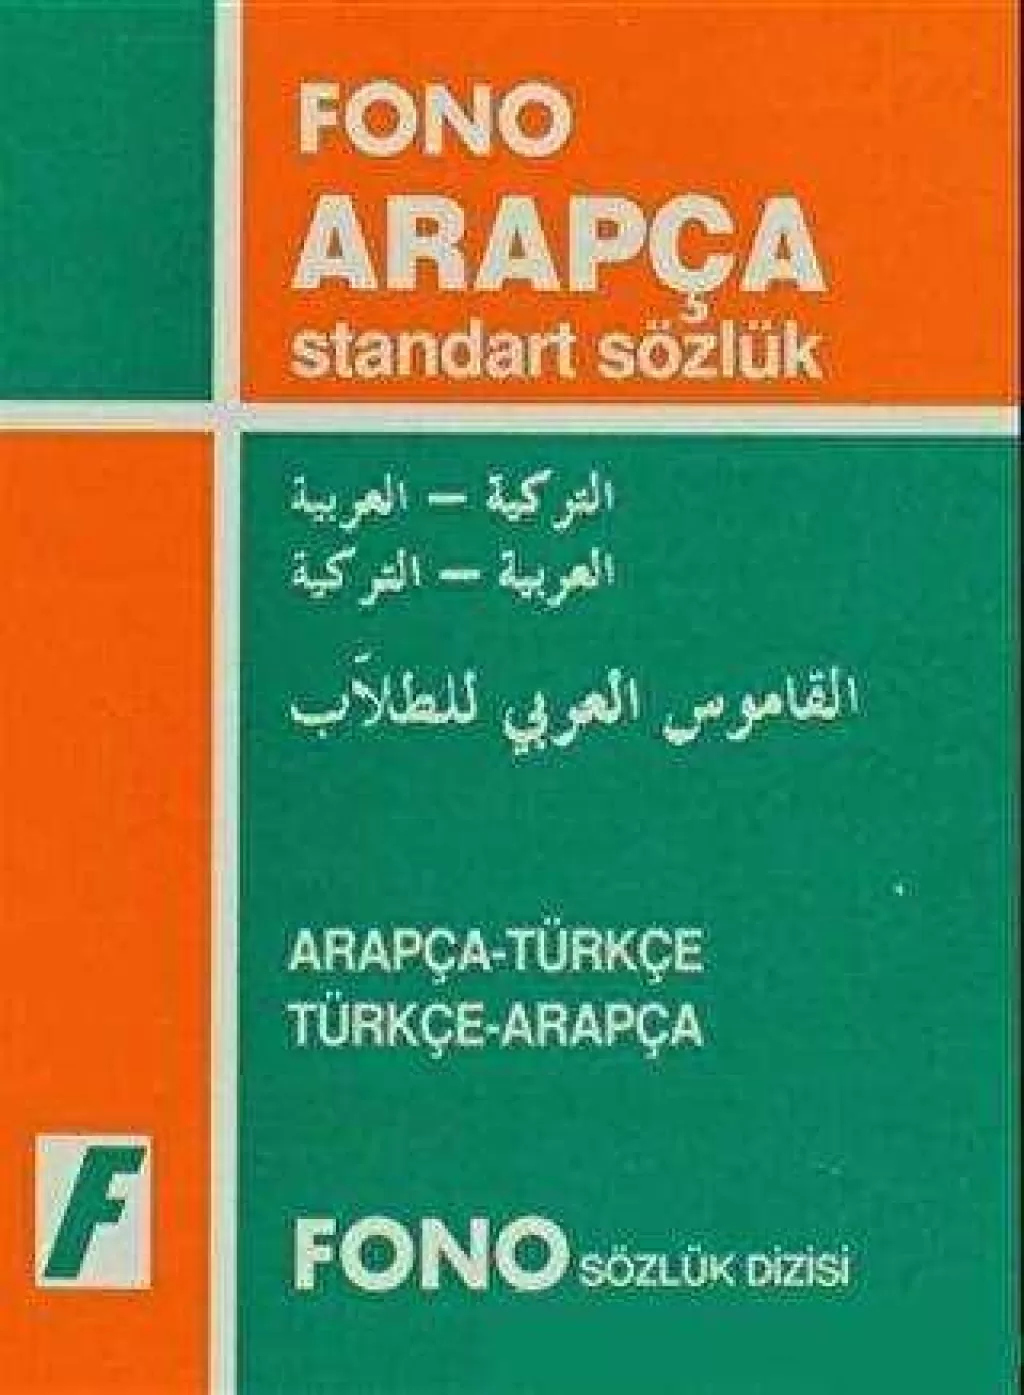 FONO
ARAPÇA
standart sözlük
التركية – العربية
العربية – التركية
القاموس العربي للطلآب
ARAPÇA-TÜRKÇE
TÜRKÇE-ARAPÇA
F
FONO SÖZLÜK DİZİSİ